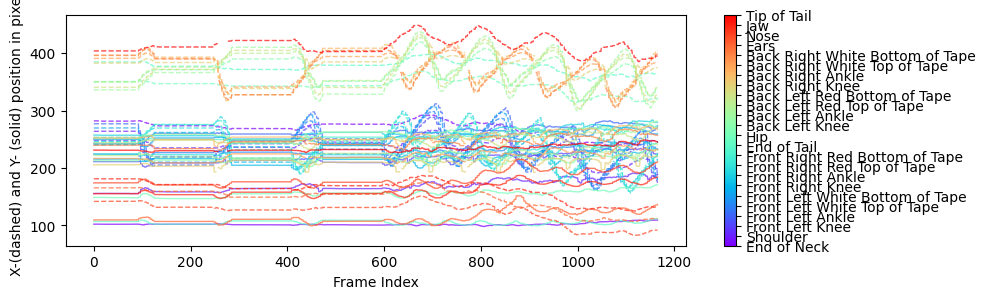 X-(dashed) and Y- (solid) position in pixe
400
300
200
100
0
200
400
600
800
1000
1200
Frame Index
Tip of Tail
Jaw
Nose
Ears
Back Right White Bottom of Tape
Back Right White Top of Tape
Back Right Ankle
Back Right Knee
Back Left Red Bottom of Tape
Back Left Red Top of Tape
Back Left Ankle
Back Left Knee
Hip
End of Tail
Front Right Red Bottom of Tape
Front Right Red Top of Tape
Front Right Ankle
Front Right Knee
Front Left White Bottom of Tape
Front Left White Top of Tape
Front Left Ankle
Front Left Knee
Shoulder
End of Neck